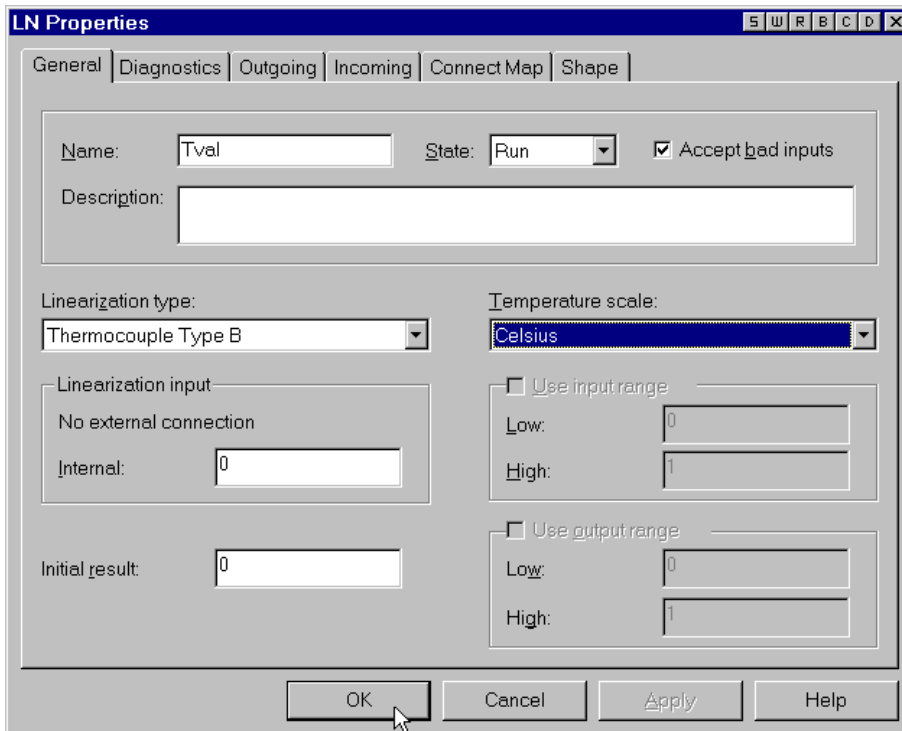 LN Properties S W R B C D X
General Diagnostics Outgoing Incoming Connect Map Shape
Name: Tval State: Run Accept bad inputs
Description:
Linearization type: Temperature scale:
Thermocouple Type B Celsius
Linearization input Use input range
No external connection Low: 0
Internal: 0 High: 1
Use output range
Initial result: 0 Low: 0
High: 1
OK Cancel Apply Help